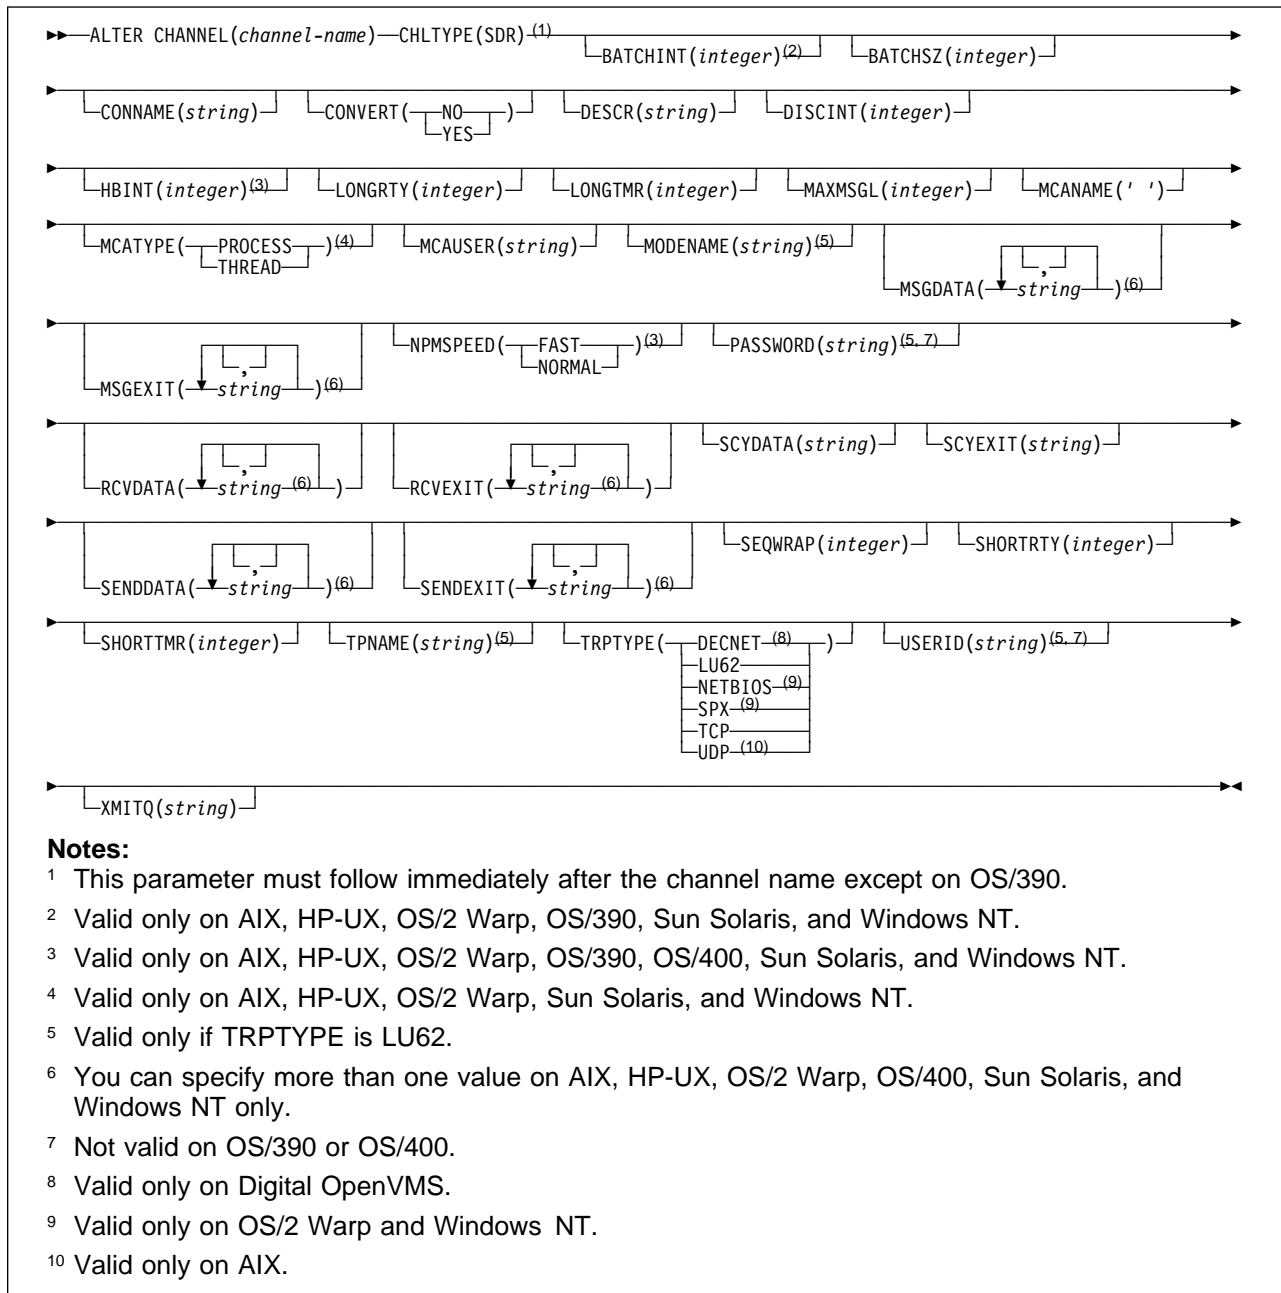 ALTER CHANNEL(channel-name) CHLTYPE(SDR) (1)
BATCHINT(integer) (2) BATCHSZ(integer)
CONNAME(string) CONVERT( NO ) DESCR(string) DISCINT(integer)
YES
HBINT(integer) (3) LONGRTY(integer) LONGTMR(integer) MAXMSGL(integer) MCANAME(' ')
MCATYPE( PROCESS ) (4) MCAUSER(string) MODENAME(string) (5)
THREAD
,
MSGDATA( string ) (6)
NPMSPEED( FAST ) (3) PASSWORD(string) (5, 7)
NORMAL
,
MSGEXIT( string ) (6)
SCYDATA(string) SCYEXIT(string)
, ,
RCVDATA( string (6) ) RCVEXIT( string (6) )
SEQWRAP(integer) SHORTRTY(integer)
, ,
SENDDATA( string ) (6) SENDEXIT( string ) (6)
SHORTTMR(integer) TPNAME(string) (5) TRPTYPE( DECNET (8) ) USERID(string) (5, 7)
LU62
NETBIOS (9)
SPX (9)
TCP
UDP (10)
XMITQ(string)
Notes:
1 This parameter must follow immediately after the channel name except on OS/390.
2 Valid only on AIX, HP-UX, OS/2 Warp, OS/390, Sun Solaris, and Windows NT.
3 Valid only on AIX, HP-UX, OS/2 Warp, OS/390, OS/400, Sun Solaris, and Windows NT.
4 Valid only on AIX, HP-UX, OS/2 Warp, Sun Solaris, and Windows NT.
5 Valid only if TRPTYPE is LU62.
6 You can specify more than one value on AIX, HP-UX, OS/2 Warp, OS/400, Sun Solaris, and
Windows NT only.
7 Not valid on OS/390 or OS/400.
8 Valid only on Digital OpenVMS.
9 Valid only on OS/2 Warp and Windows NT.
10 Valid only on AIX.